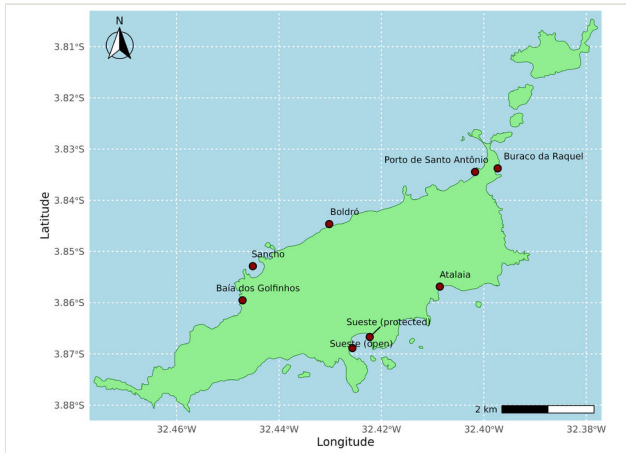 N
3.81°S
3.82°S
3.83°S
3.84°S
3.85°S
3.86°S
3.87°S
3.88°S
Latitude
Porto de Santo Antônio
Buraco da Raquel
Boldró
Sancho
Baía dos Golfinhos
Atalaia
Sueste (protected)
Sueste (open)
2 km
32.46°W 32.44°W 32.42°W 32.40°W 32.38°W
Longitude